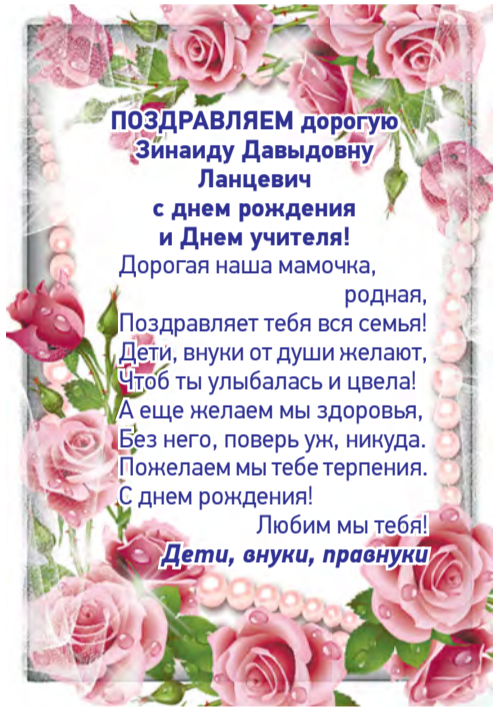 ПОЗДРАВЛЯЕМ дорогую
Зинаиду Давыдовну
Ланцевич
с днем рождения
и Днем учителя!
Дорогая наша мамочка,
родная,
Поздравляет тебя вся семья!
Дети, внуки от души желают,
Чтоб ты улыбалась и цвела!
А еще желаем мы здоровья,
Без него, поверь уж, никуда.
Пожелаем мы тебе терпения.
С днем рождения!
Любим мы тебя!
Дети, внуки, правнуки